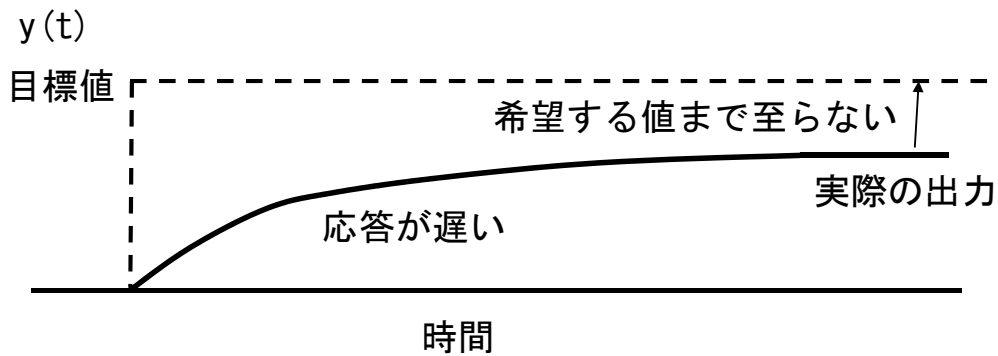 y(t)
目標値
希望する値まで至らない
実際の出力
応答が遅い
時間